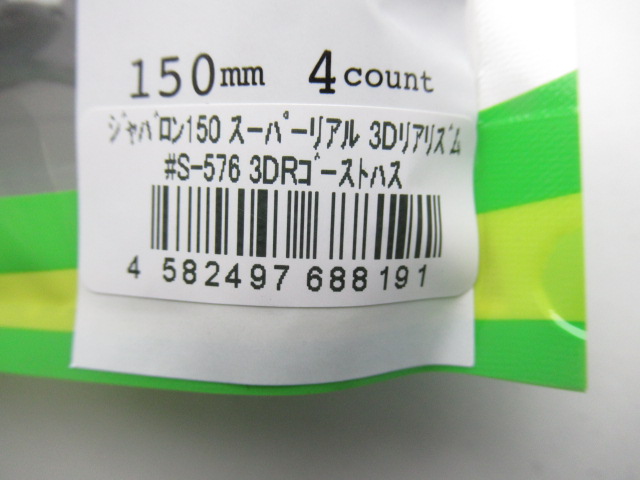 150mm 4count
ジャバロン150 スーパーリアル 3Dリアリズム
#S-576 3DRゴーストハス
4 582497 688191